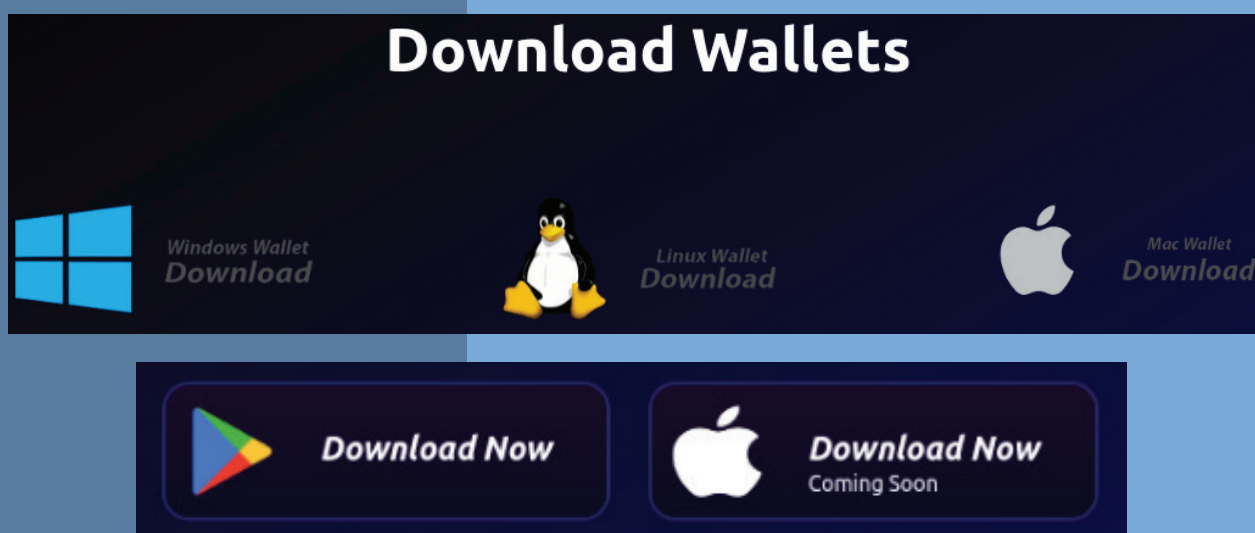 Download Wallets
Windows Wallet
Download
Linux Wallet
Download
Mac Wallet
Download
Download Now
Download Now
Coming Soon